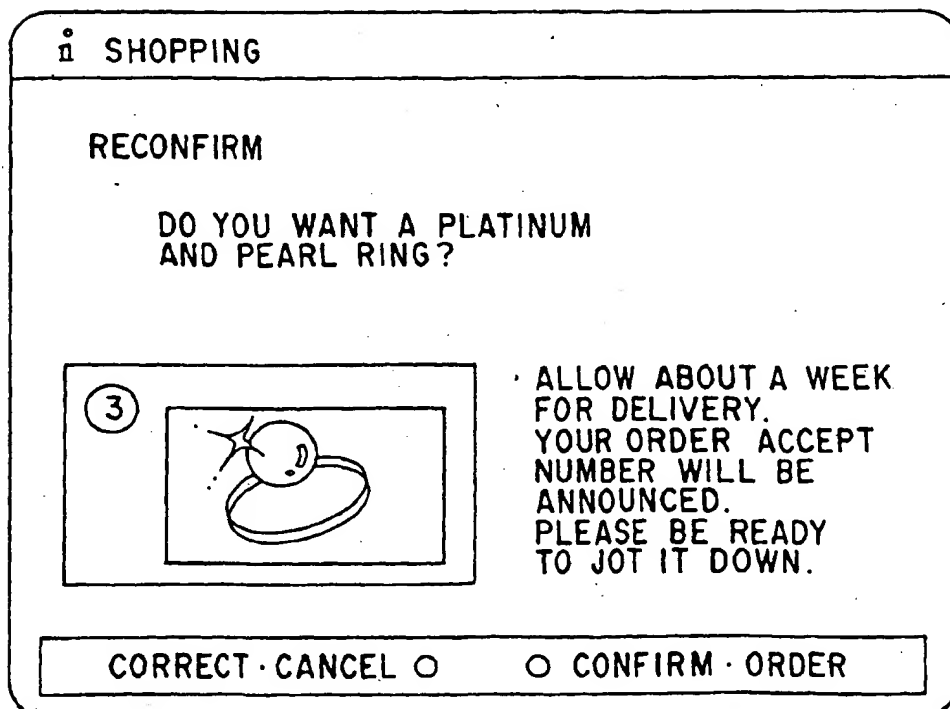 i SHOPPING
RECONFIRM
DO YOU WANT A PLATINUM
AND PEARL RING?
3
· ALLOW ABOUT A WEEK
FOR DELIVERY.
YOUR ORDER ACCEPT
NUMBER WILL BE
ANNOUNCED.
PLEASE BE READY
TO JOT IT DOWN.
CORRECT · CANCEL ○ ○ CONFIRM · ORDER